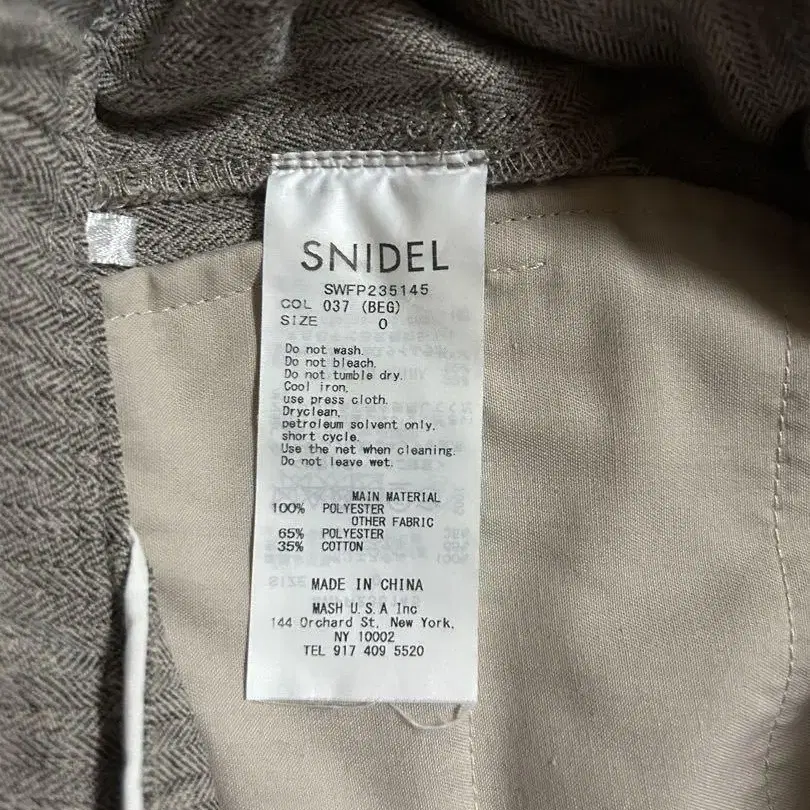 SNIDEL
SWFP235145
COL 037 (BEG)
SIZE 0
Do not wash.
Do not bleach.
Do not tumble dry.
Cool iron,
use press cloth.
Dryclean,
petroleum solvent only.
short cycle.
Use the net when cleaning.
Do not leave wet.
MAIN MATERIAL
100% POLYESTER
OTHER FABRIC
65% POLYESTER
35% COTTON
MADE IN CHINA
MASH U.S.A Inc
144 Orchard St, New York,
NY 10002
TEL 917 409 5520